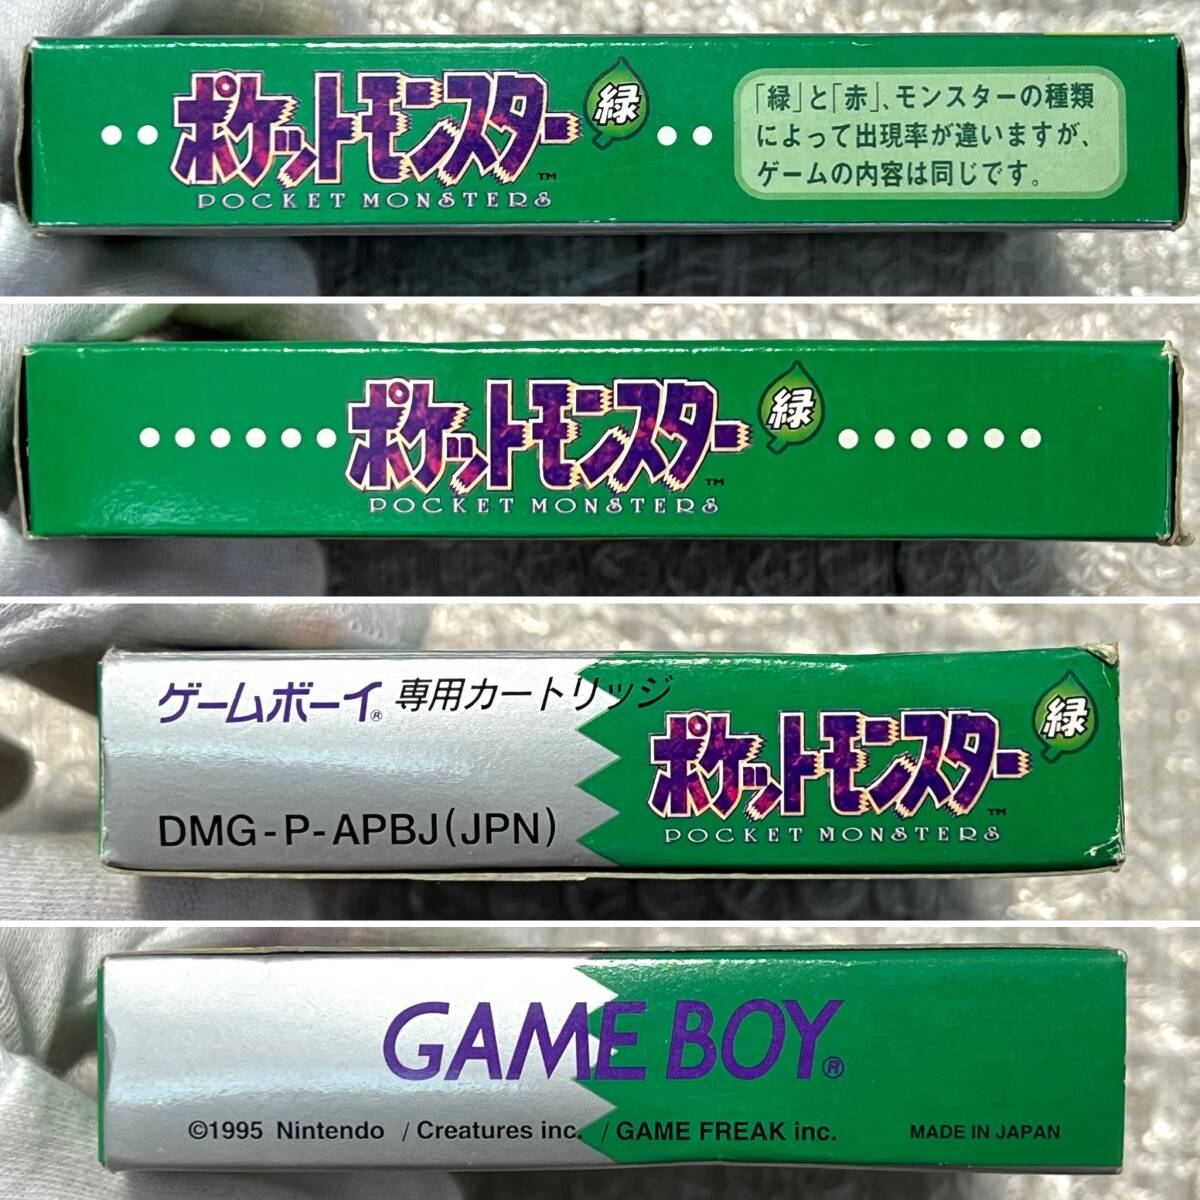 ポケットモンスター 緑
TM
POCKET MONSTERS
「緑」と「赤」、モンスターの種類
によって出現率が違いますが、
ゲームの内容は同じです。
ポケットモンスター 緑
TM
POCKET MONSTERS
ゲームボーイ® 専用カートリッジ
DMG-P-APBJ(JPN)
ポケットモンスター 緑
TM
POCKET MONSTERS
GAME BOY®
©1995 Nintendo / Creatures inc. / GAME FREAK inc.
MADE IN JAPAN